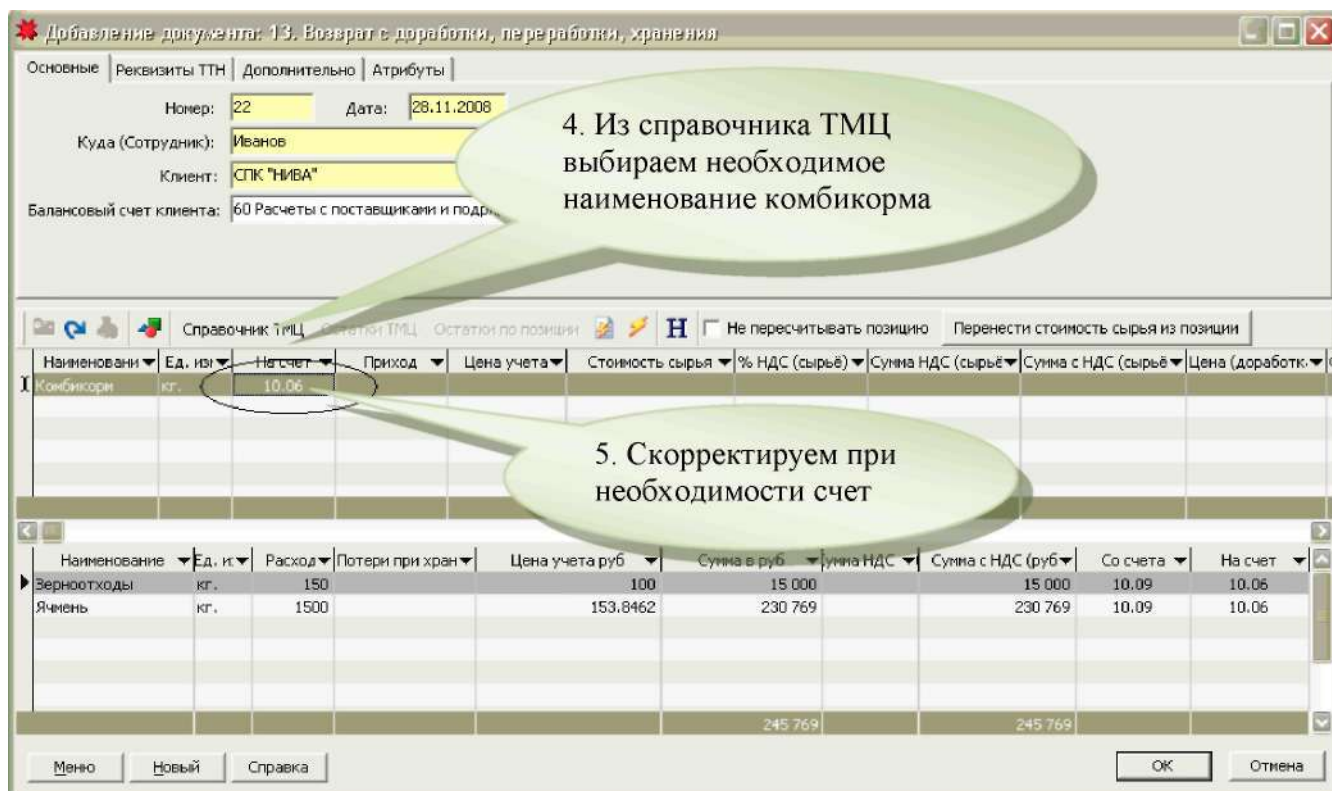 Добавление документа: 13. Возврат с доработки, переработки, хранения
Основные Реквизиты ТТН Дополнительно Атрибуты
Номер: 22 Дата: 28.11.2008
Куда (Сотрудник): Иванов
Клиент: СПК "НИВА"
Балансовый счет клиента: 60 Расчеты с поставщиками и
4. Из справочника ТМЦ
выбираем необходимое
наименование комбикорма
Справочник ТМЦ Остатки ТМЦ Остатки по позиции H Не пересчитывать позицию Перенести стоимость сырья из позиции
Наименовани Ед. изм На счет Приход Цена учета Стоимость сырья % НДС (сырьё) Сумма НДС (сырьё Сумма с НДС (сырьё Цена (доработк.
Комбикорм кг. 10.06
5. Скорректируем при
необходимости счет
Наименование Ед. и Расход Потери при хран Цена учета руб Сумма в руб умма НДС Сумма с НДС (руб Со счета На счет
Зерноотходы кг. 150 100 15 000 15 000 10.09 10.06
Ячмень кг. 1500 153.8462 230 769 230 769 10.09 10.06
245 769 245 769
Меню Новый Справка OK Отмена